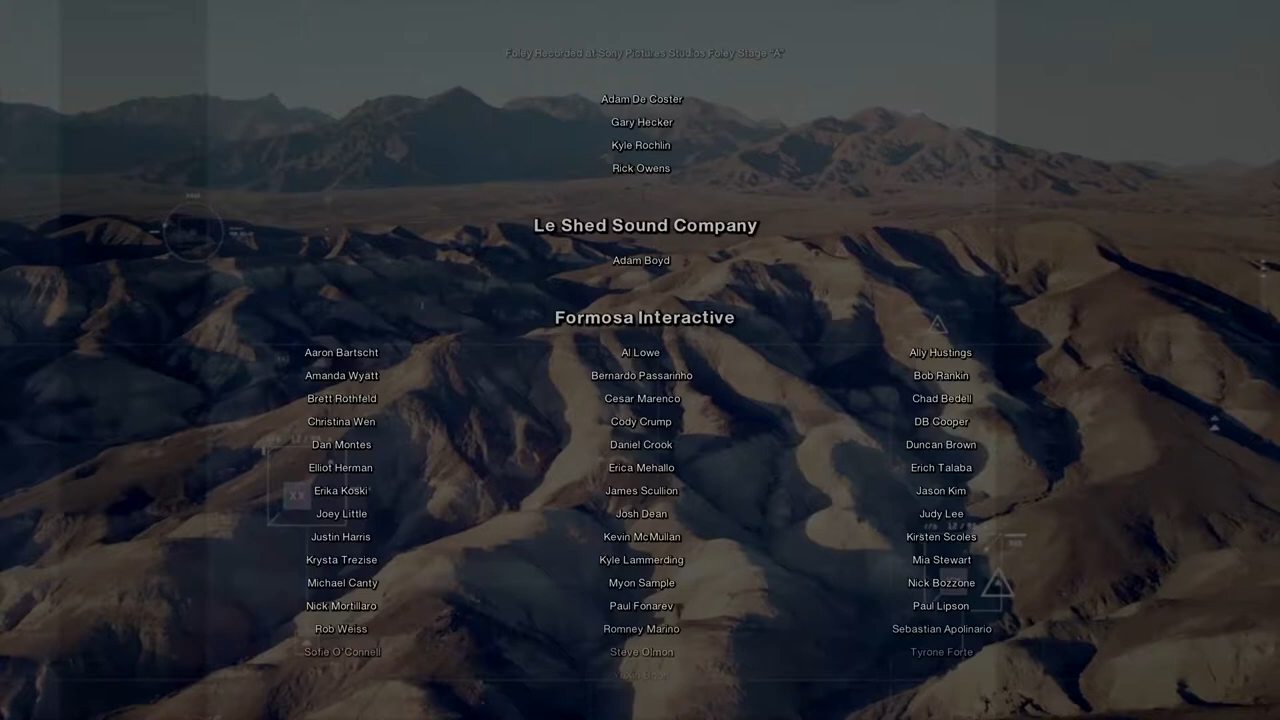 Foley Recorded at Sony Pictures Studios Foley Stage "A"
Adam De Coster
Gary Hecker
Kyle Rochlin
Rick Owens
Le Shed Sound Company
Adam Boyd
Formosa Interactive
Aaron Bartscht Al Lowe Ally Hustings
Amanda Wyatt Bernardo Passarinho Bob Rankin
Brett Rothfeld Cesar Marenco Chad Bedell
Christina Wen Cody Crump DB Cooper
Dan Montes Daniel Crook Duncan Brown
Elliot Herman Erica Mehallo Erich Talaba
XX
Erika Koski James Scullion Jason Kim
Joey Little Josh Dean Judy Lee
Justin Harris Kevin McMullan Kirsten Scoles
Krysta Trezise Kyle Lammerding Mia Stewart
Michael Canty Myon Sample Nick Bozzone
Nick Mortillaro Paul Fonarev Paul Lipson
Rob Weiss Romney Marino Sebastian Apolinario
Sofie O'Connell Steve Olmon Tyrone Forte